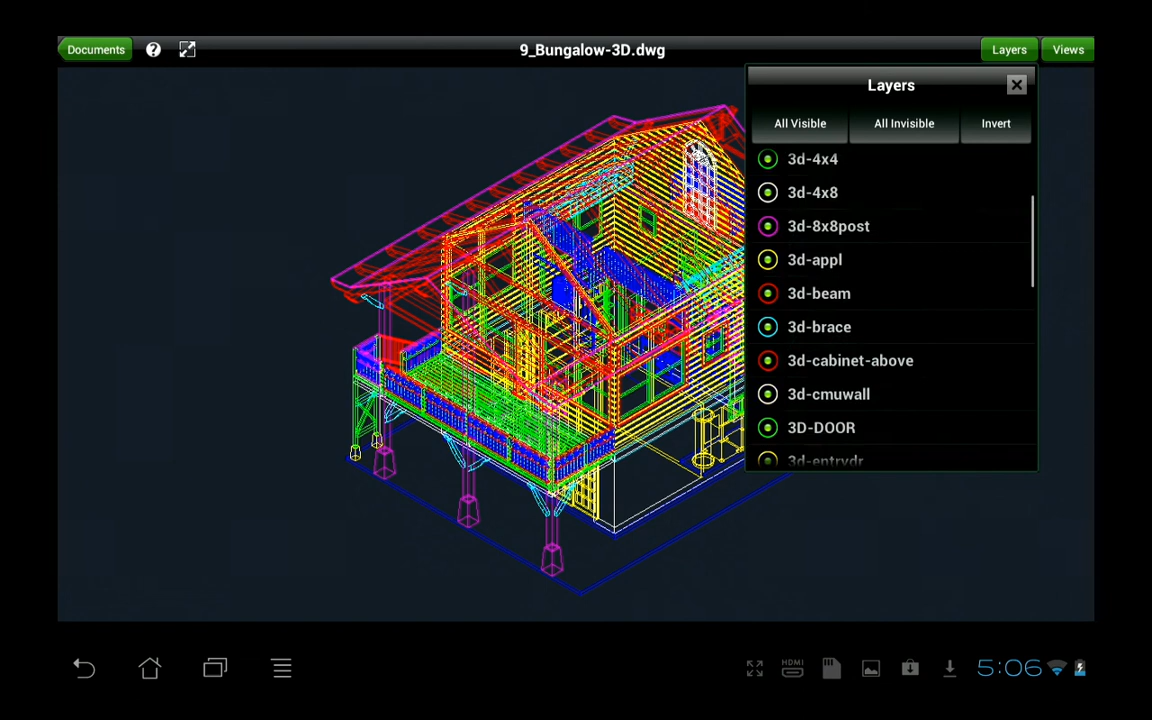 Documents
?
9_Bungalow-3D.dwg
Layers
Views
Layers
All Visible
All Invisible
Invert
3d-4x4
3d-4x8
3d-8x8post
3d-appl
3d-beam
3d-brace
3d-cabinet-above
3d-cmuwall
3D-DOOR
3d-entrydr
HDMI
5:06